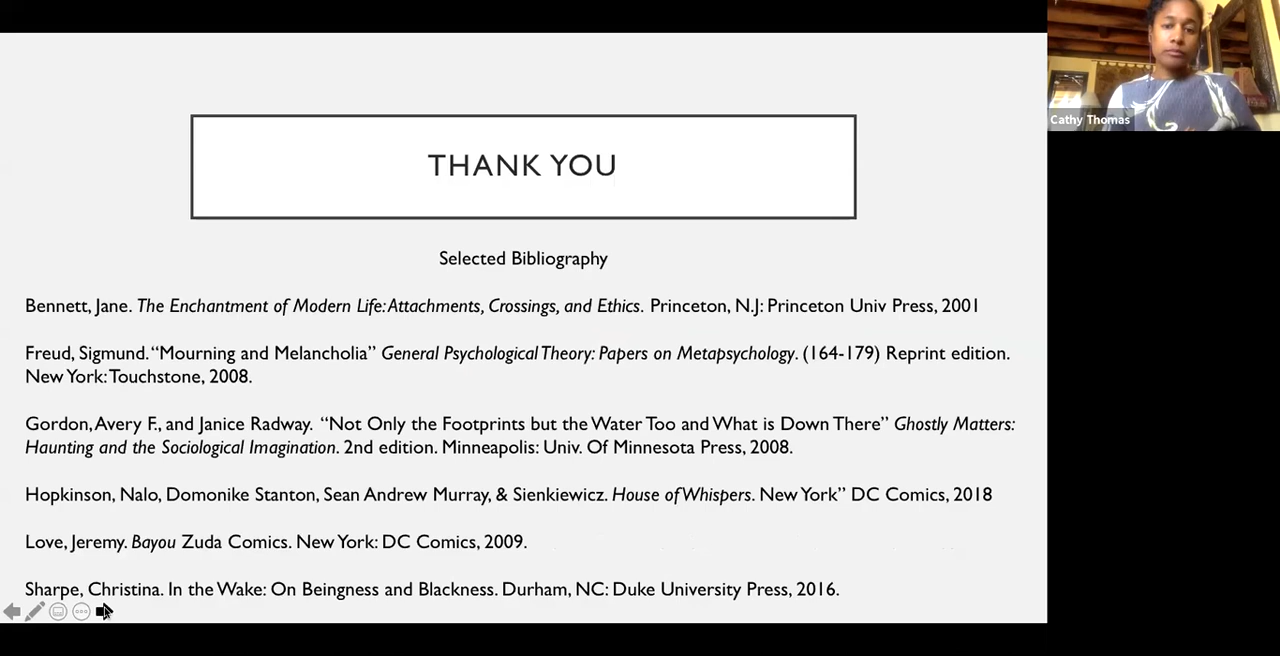 THANK YOU
Selected Bibliography
Bennett, Jane. The Enchantment of Modern Life: Attachments, Crossings, and Ethics. Princeton, N.J: Princeton Univ Press, 2001
Freud, Sigmund. “Mourning and Melancholia” General Psychological Theory: Papers on Metapsychology. (164-179) Reprint edition.
New York: Touchstone, 2008.
Gordon, Avery F., and Janice Radway. “Not Only the Footprints but the Water Too and What is Down There” Ghostly Matters:
Haunting and the Sociological Imagination. 2nd edition. Minneapolis: Univ. Of Minnesota Press, 2008.
Hopkinson, Nalo, Domonike Stanton, Sean Andrew Murray, & Sienkiewicz. House of Whispers. New York” DC Comics, 2018
Love, Jeremy. Bayou Zuda Comics. New York: DC Comics, 2009.
Sharpe, Christina. In the Wake: On Beingness and Blackness. Durham, NC: Duke University Press, 2016.
Cathy Thomas